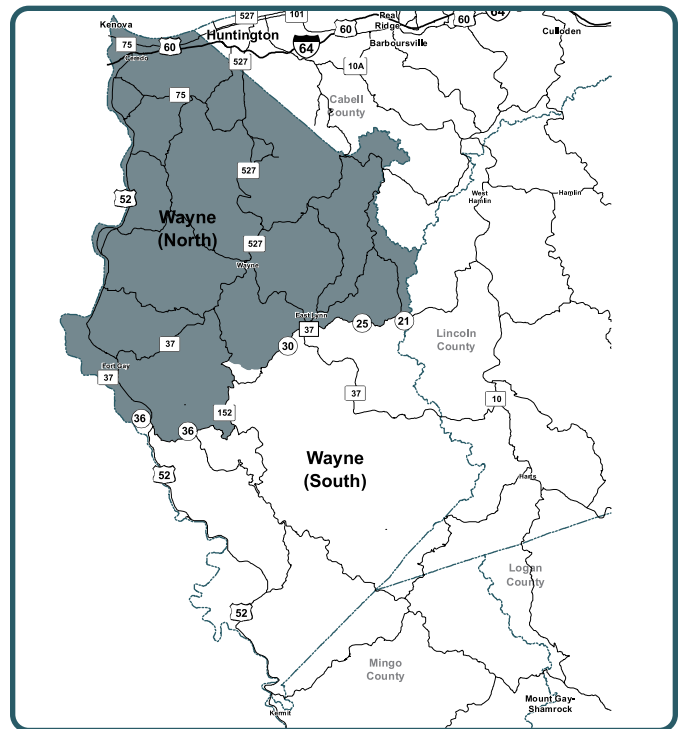 Kenova
527
101
Real
Ridge
60
64
Huntington
60
Culloden
75
60
64
Barboursville
Ceredo
527
10A
75
Cabell
County
527
52
West
Hamlin
Hamlin
Wayne
(North)
527
Wayne
East Lynn
37
25
21
37
30
Lincoln
County
Fort Gay
37
37
10
36
152
36
Wayne
(South)
52
Harts
Logan
County
52
Mingo
County
Kermit
Mount Gay-
Shamrock